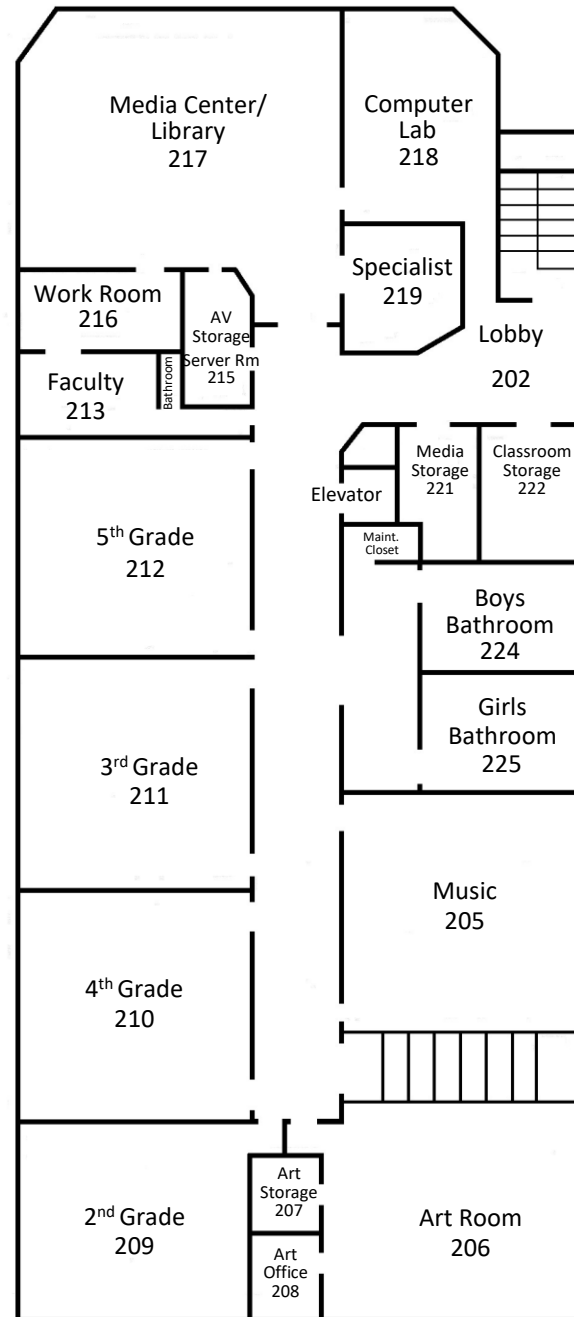 Media Center/
Library
217
Computer
Lab
218
Specialist
219
Work Room
216
AV
Storage
Server Rm
215
Lobby
202
Faculty
213
Bathroom
Media
Storage
221
Classroom
Storage
222
Elevator
Maint.
Closet
5th Grade
212
Boys
Bathroom
224
Girls
Bathroom
225
3rd Grade
211
Music
205
4th Grade
210
Art
Storage
207
2nd Grade
209
Art Room
206
Art
Office
208